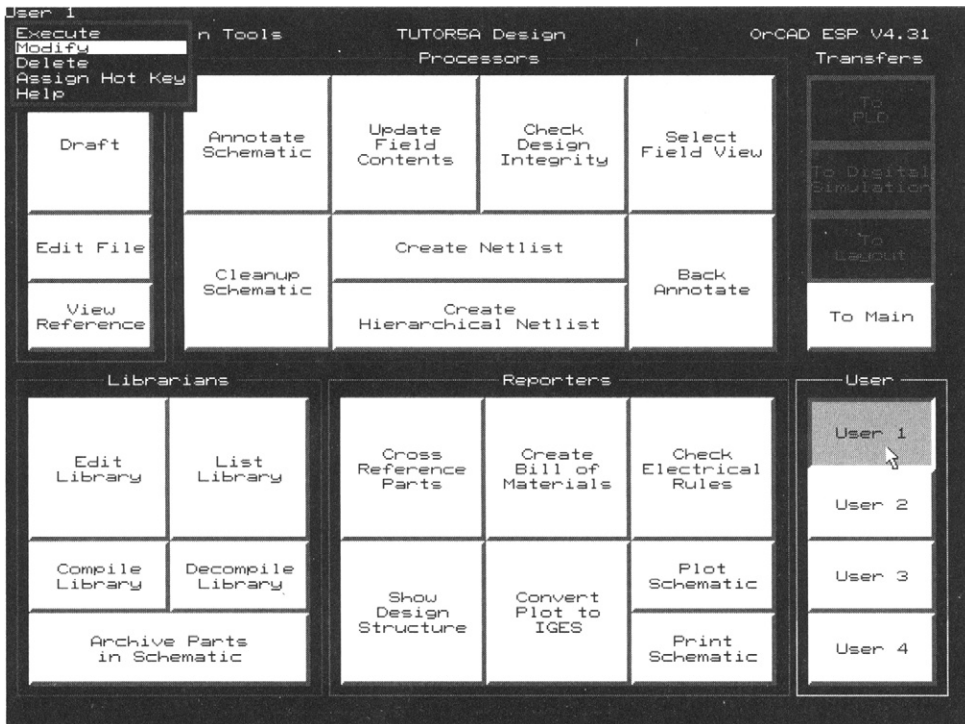 User 1
Execute
Modify
Delete
Assign Hot Key
Help
n Tools
TUTOR5A Design
OrCAD ESP V4.31
Processors
Transfers
Draft
Annotate
Schematic
Update
Field
Contents
Check
Design
Integrity
Select
Field View
To
PLD
To Digital
Simulation
To
Layout
To Main
Edit File
View
Reference
Cleanup
Schematic
Create Netlist
Create
Hierarchical Netlist
Back
Annotate
Librarians
Edit
Library
List
Library
Compile
Library
Decompile
Library
Archive Parts
in Schematic
Reporters
Cross
Reference
Parts
Create
Bill of
Materials
Check
Electrical
Rules
Show
Design
Structure
Convert
Plot to
IGES
Plot
Schematic
Print
Schematic
User
User 1
User 2
User 3
User 4